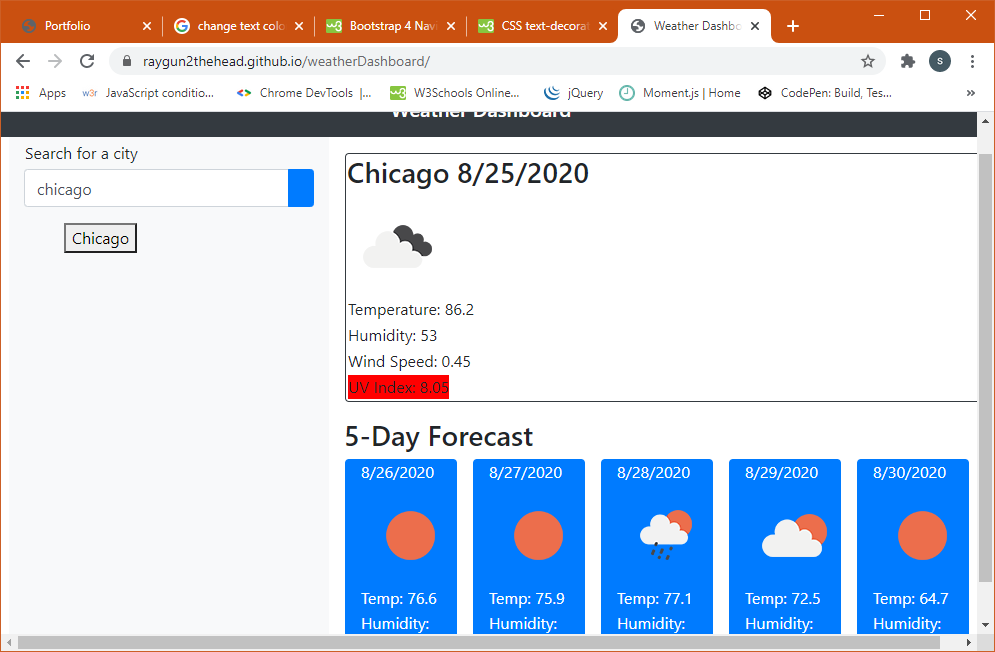 Portfolio
change text colo
Bootstrap 4 Nav
CSS text-decorat
Weather Dashbo
raygun2thehead.github.io/weatherDashboard/
S
Apps
w3r JavaScript conditio...
Chrome DevTools |...
W3Schools Online...
jQuery
Moment.js | Home
CodePen: Build, Tes...
»
Weather Dashboard
Search for a city
chicago
Chicago
Chicago 8/25/2020
Temperature: 86.2
Humidity: 53
Wind Speed: 0.45
UV Index: 8.05
5-Day Forecast
8/26/2020
Temp: 76.6
Humidity:
8/27/2020
Temp: 75.9
Humidity:
8/28/2020
Temp: 77.1
Humidity:
8/29/2020
Temp: 72.5
Humidity:
8/30/2020
Temp: 64.7
Humidity: